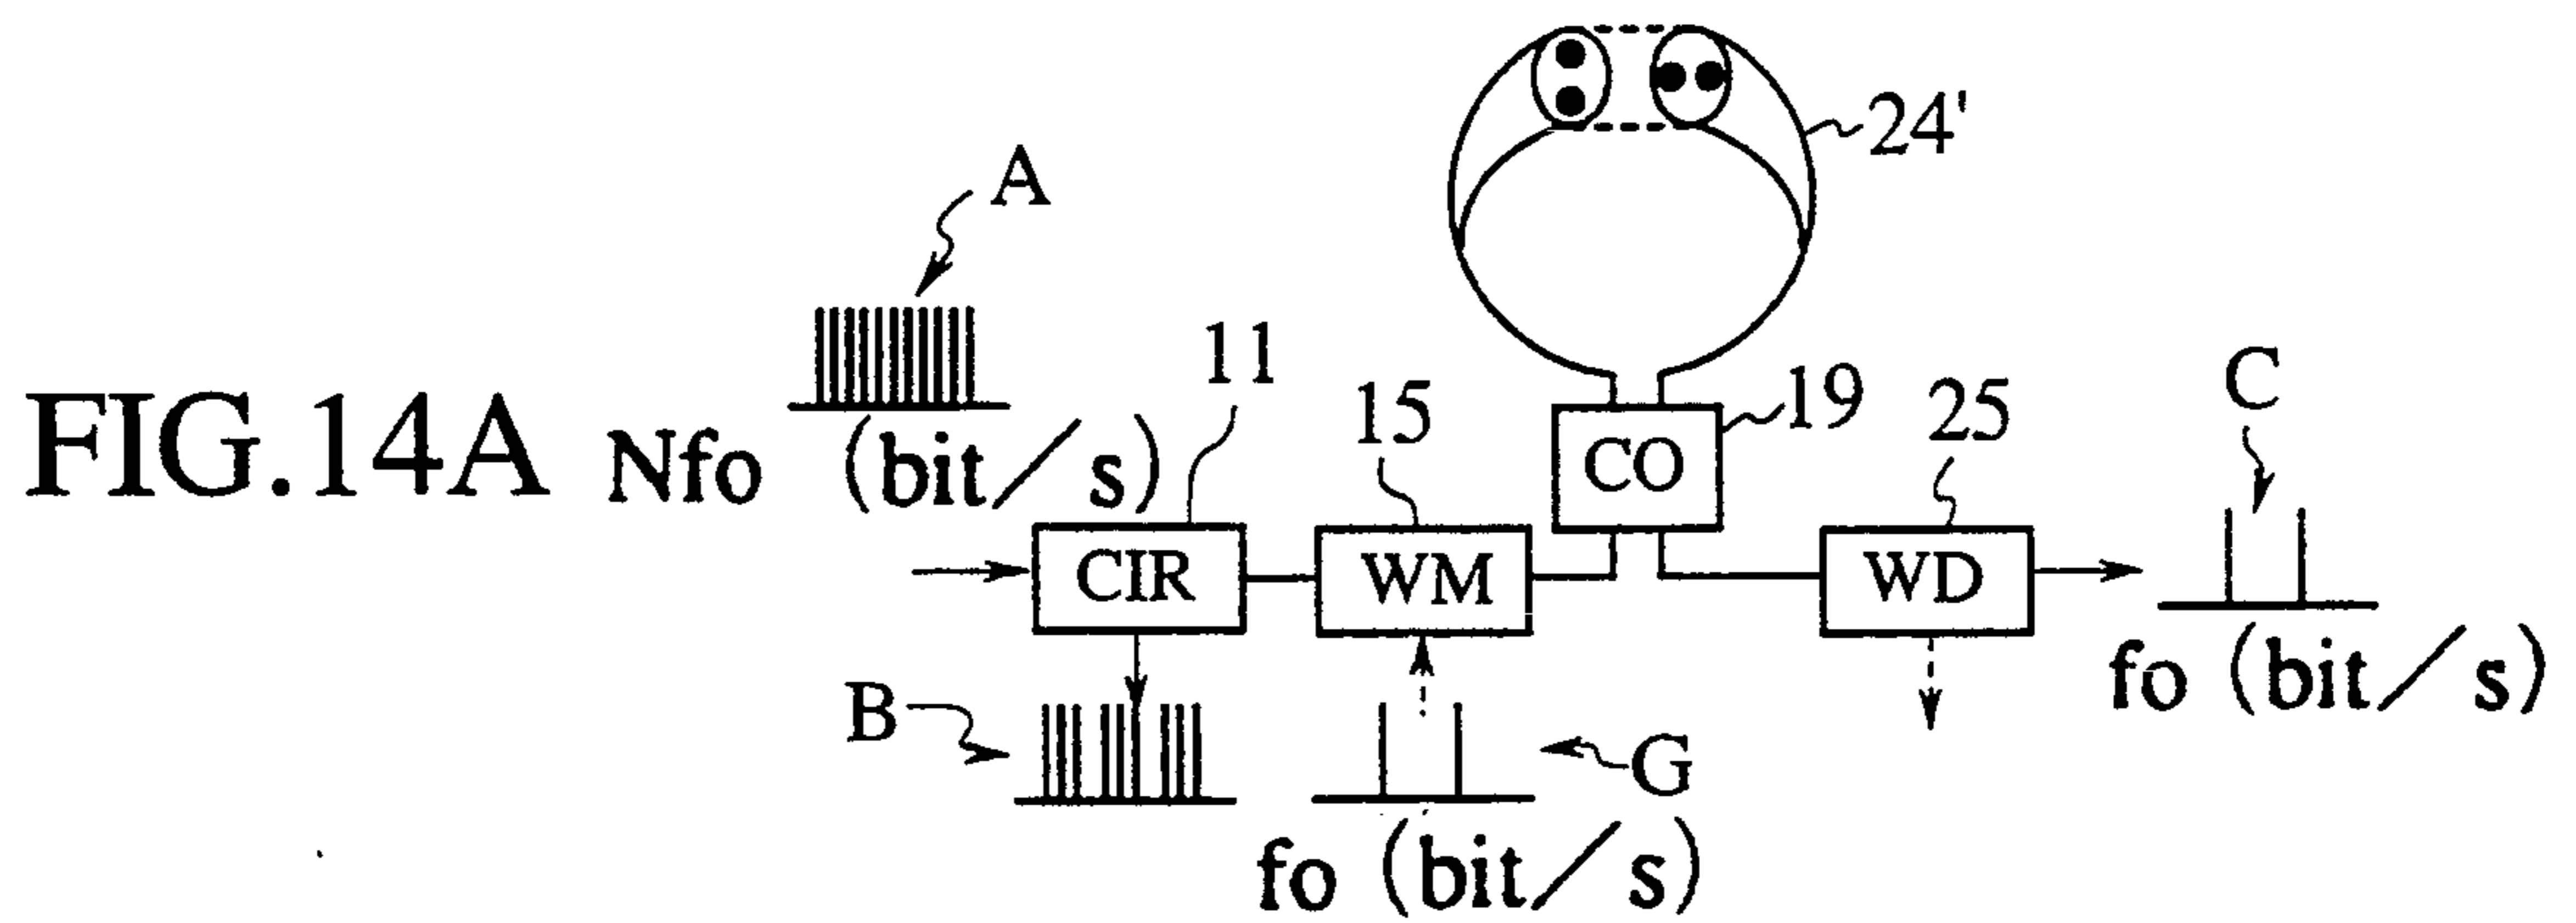 24'
A
11
FIG.14A
Nfo (bit/s)
15
19
25
C
CO
CIR
WM
WD
fo (bit/s)
B
G
fo (bit/s)